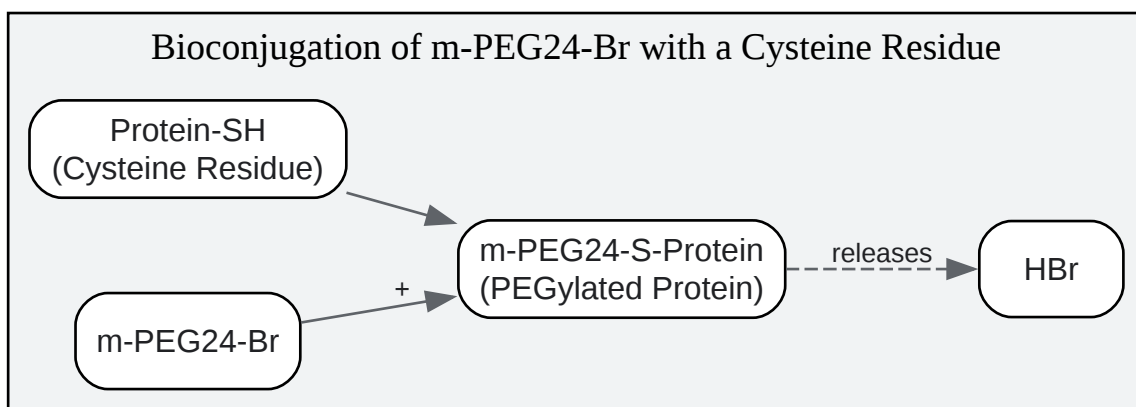 Bioconjugation of m-PEG24-Br with a Cysteine Residue
Protein-SH
(Cysteine Residue)
m-PEG24-S-Protein
(PEGylated Protein)
releases
HBr
+
m-PEG24-Br